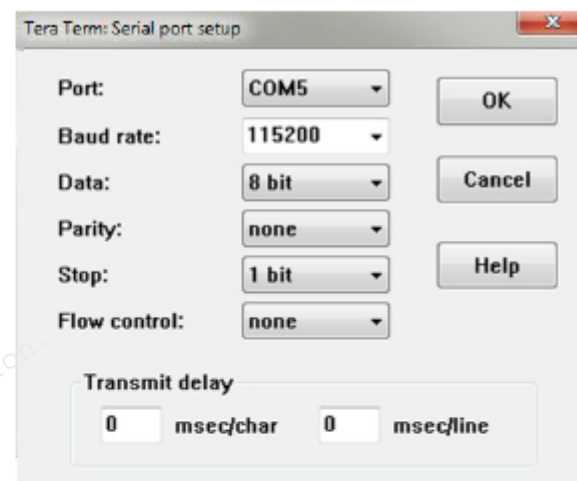 Tera Term: Serial port setup
Port: COM5 OK
Baud rate: 115200
Data: 8 bit Cancel
Parity: none
Stop: 1 bit Help
Flow control: none
Transmit delay
0 msec/char 0 msec/line